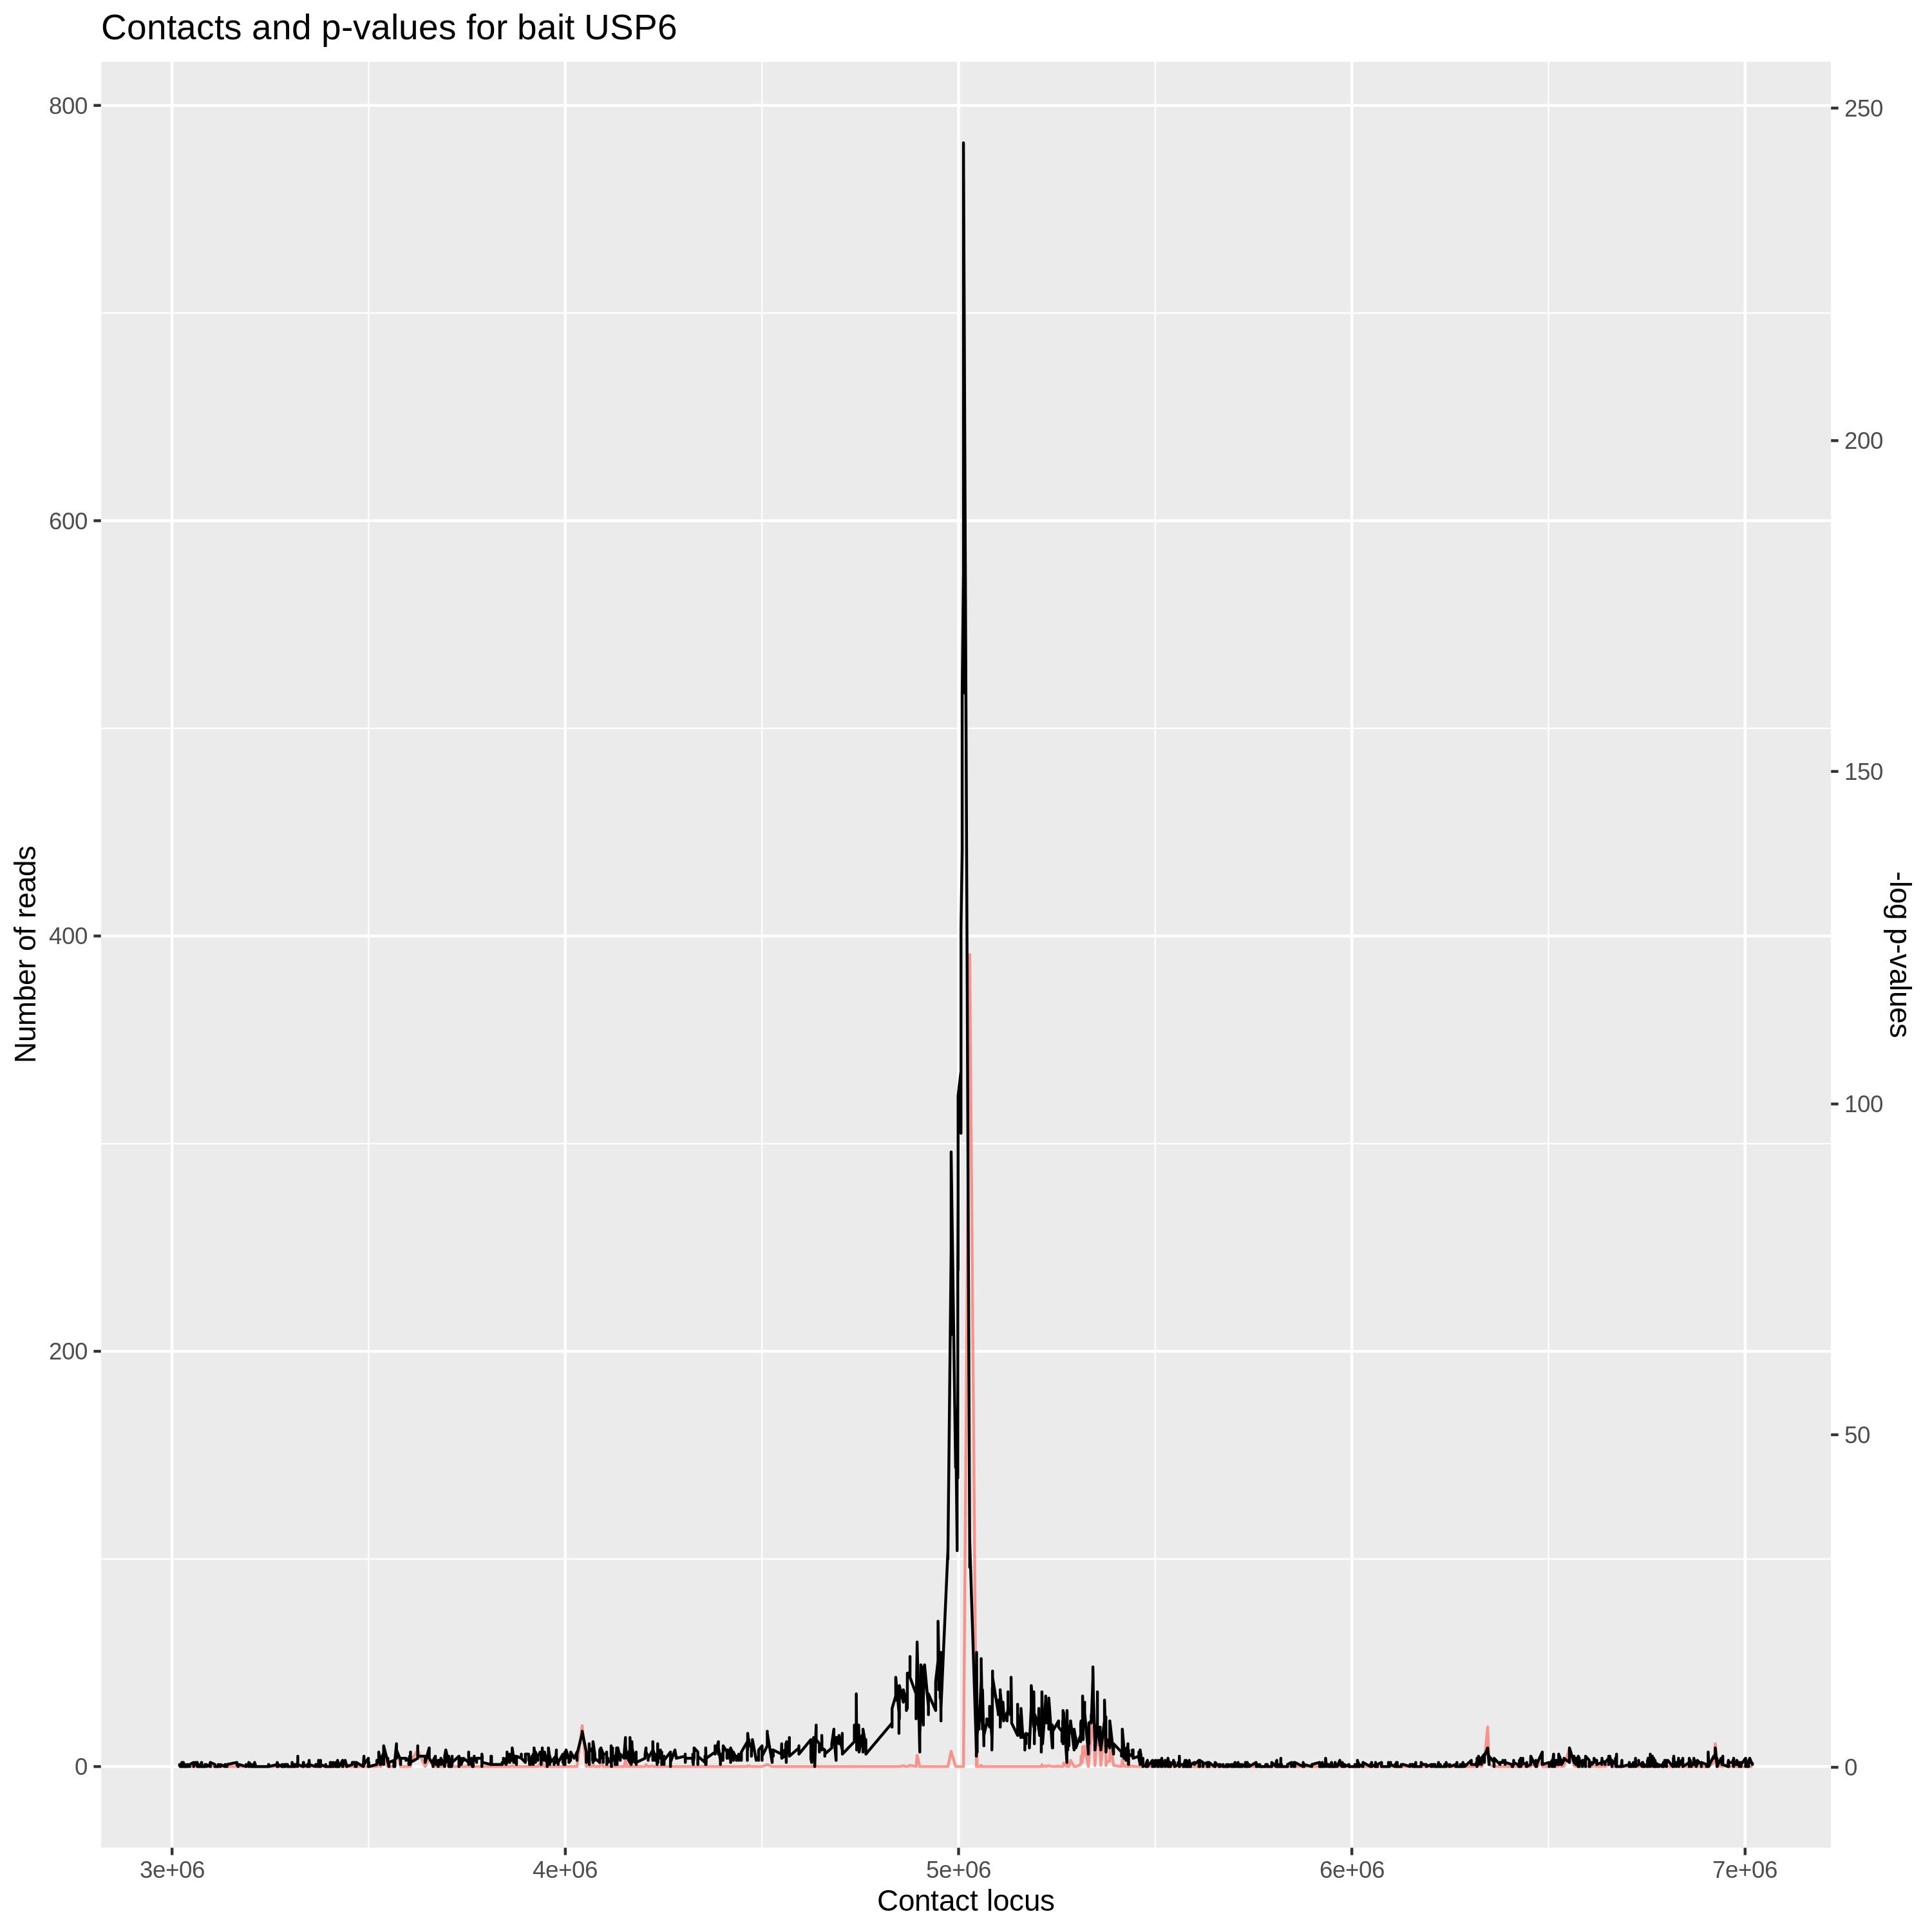 Contacts and p-values for bait USP6
800
600
400
200
0
Number of reads
250
200
150
100
50
0
-log p-values
3e+06
4e+06
5e+06
6e+06
7e+06
Contact locus